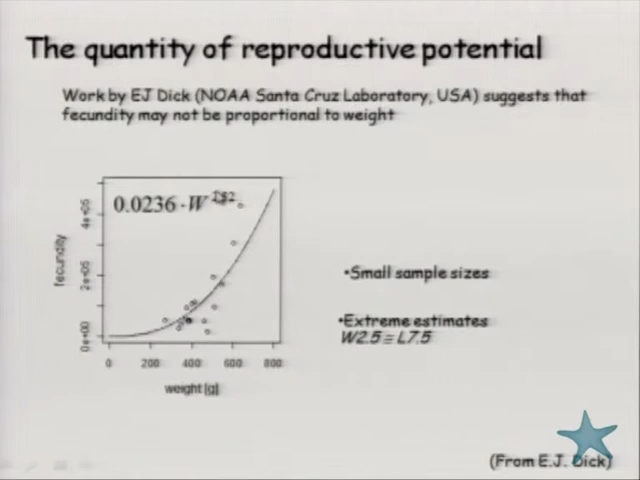 The quantity of reproductive potential
Work by EJ Dick (NOAA Santa Cruz Laboratory, USA) suggests that
fecundity may not be proportional to weight
0.0236 · W
fecundity
0e+00 2e+05 4e+05
0 200 400 600 800
weight [g]
•Small sample sizes
•Extreme estimates
W2.5 ≅ L7.5
(From E.J. Dick)